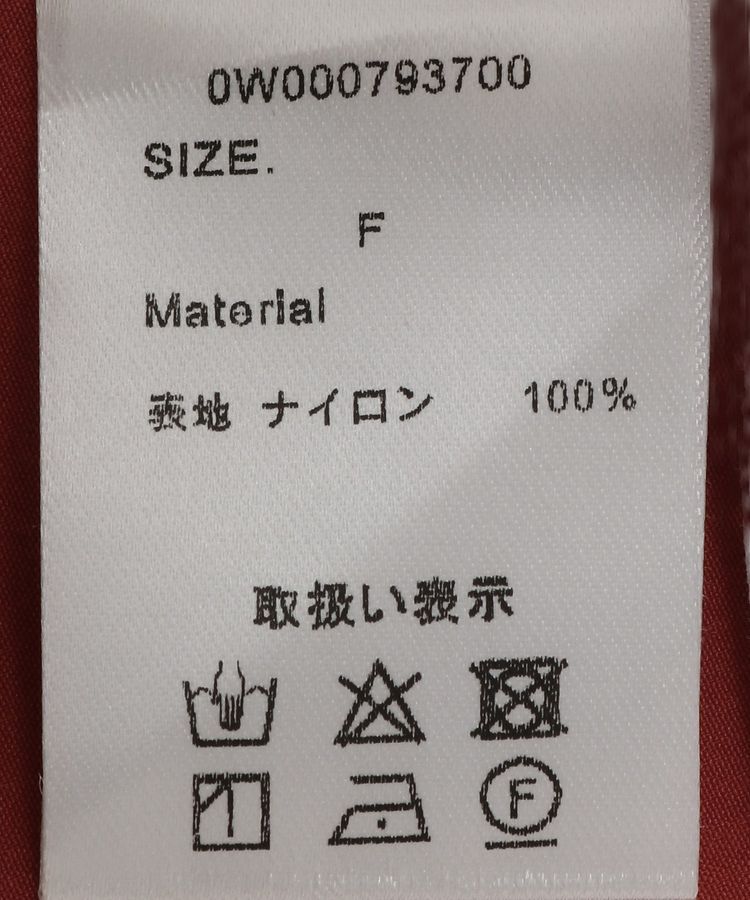 0W000793700
SIZE.
F
Material
表地 ナイロン 100%
取扱い表示
F